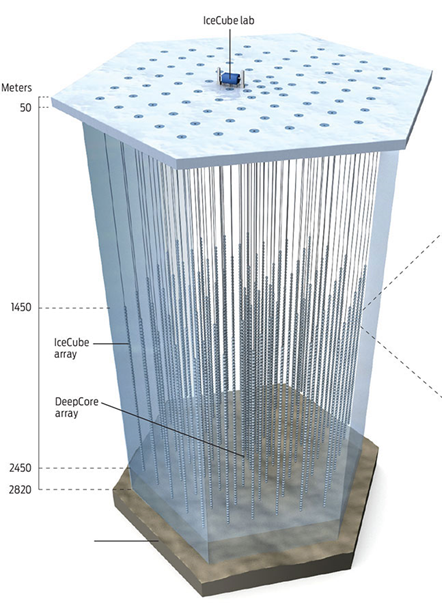 IceCube lab
Meters
50
1450
IceCube
array
DeepCore
array
2450
2820